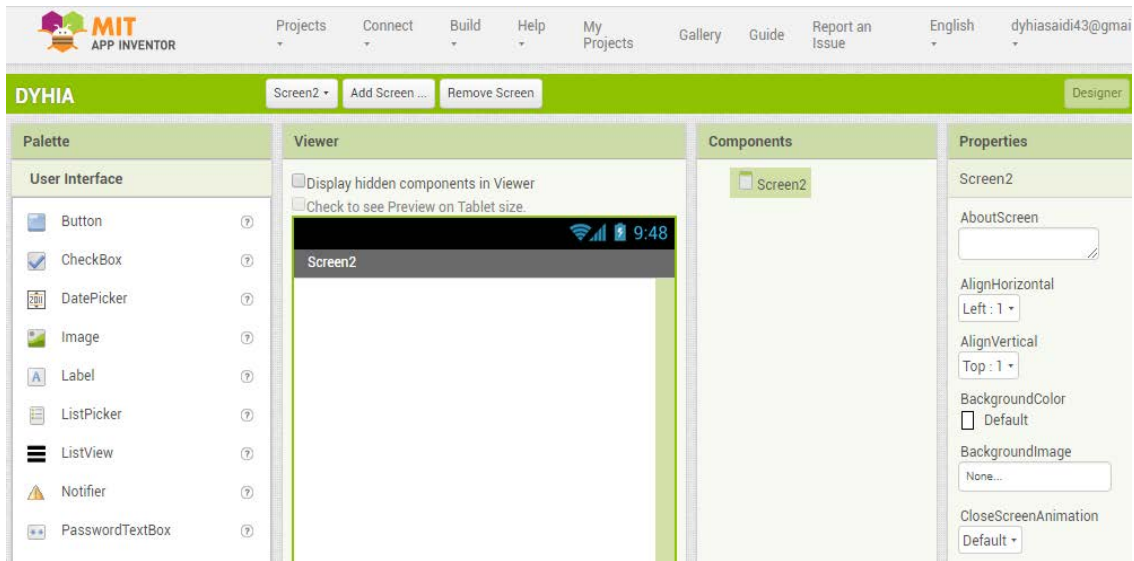 MIT
APP INVENTOR
Projects
Connect
Build
Help
My
Projects
Gallery
Guide
Report an
Issue
English
dyhiasaidi43@gmai
DYHIA
Screen2
Add Screen ...
Remove Screen
Designer
Palette
User Interface
Button
CheckBox
DatePicker
Image
Label
ListPicker
ListView
Notifier
PasswordTextBox
Viewer
Display hidden components in Viewer
Check to see Preview on Tablet size.
9:48
Screen2
Components
Screen2
Properties
Screen2
AboutScreen
AlignHorizontal
Left : 1
AlignVertical
Top : 1
BackgroundColor
Default
BackgroundImage
None...
CloseScreenAnimation
Default